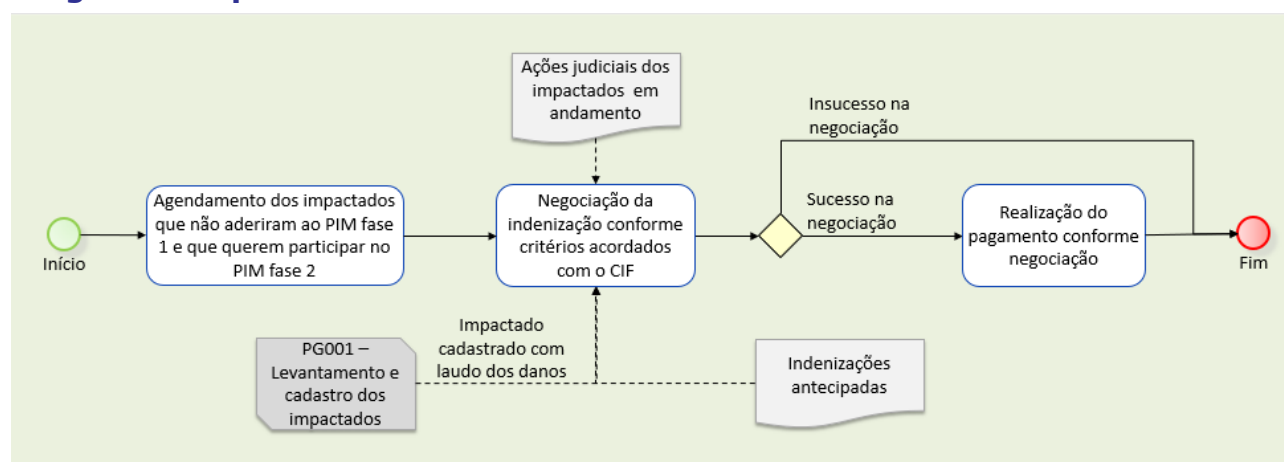 Ações judiciais dos
impactados em
andamento
Insucesso na
negociação
Agendamento dos impactados
que não aderiram ao PIM fase
1 e que querem participar no
PIM fase 2
Negociação da
indenização conforme
critérios acordados
com o CIF
Sucesso na
negociação
Realização do
pagamento conforme
negociação
Início
Fim
PG001 –
Levantamento e
cadastro dos
impactados
Impactado
cadastrado com
laudo dos danos
Indenizações
antecipadas